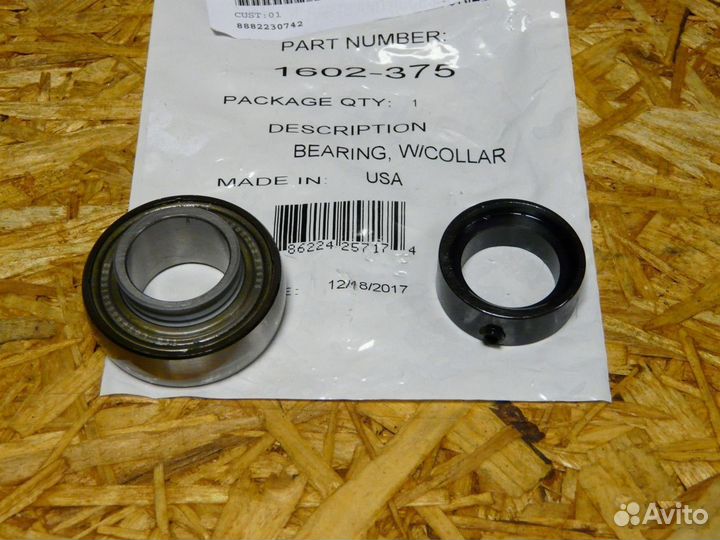 CUST:01
8882230742
PART NUMBER:
1602-375
PACKAGE QTY: 1
DESCRIPTION
BEARING, W/COLLAR
MADE IN: USA
86224 25717 4
E: 12/18/2017
Avito